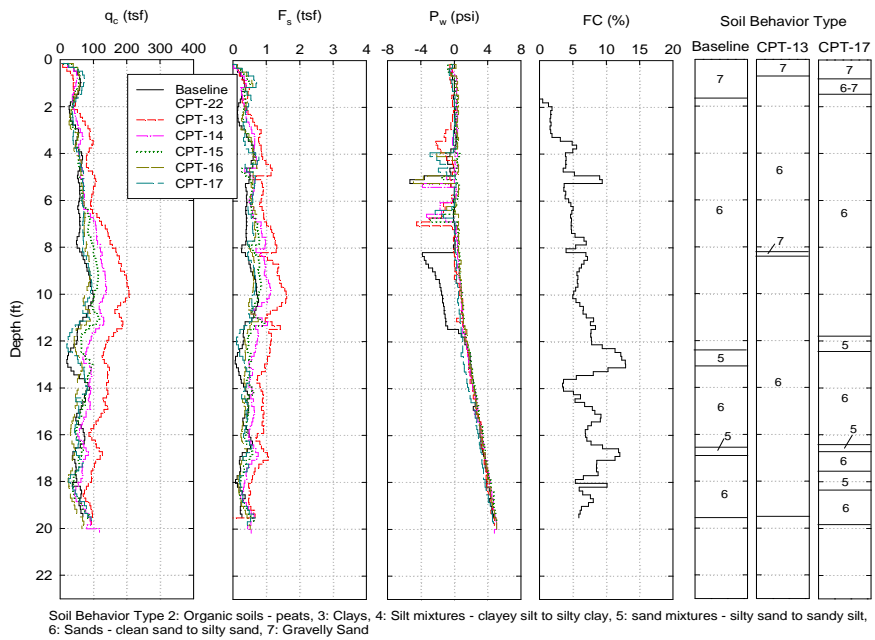 q_c (tsf) F_s (tsf) P_w (psi) FC (%) Soil Behavior Type
0 100 200 300 400 0 1 2 3 4 -8 -4 0 4 8 0 5 10 15 20 Baseline CPT-13 CPT-17
0
2
4
6
8
10
12
14
16
18
20
22
Depth (ft)
Baseline
CPT-22
CPT-13
CPT-14
CPT-15
CPT-16
CPT-17
7
6
5
6
5
6
7
6
7
6
7
6-7
6
5
6
5
6
5
6
Soil Behavior Type 2: Organic soils - peats, 3: Clays, 4: Silt mixtures - clayey silt to silty clay, 5: sand mixtures - silty sand to sandy silt,
6: Sands - clean sand to silty sand, 7: Gravelly Sand